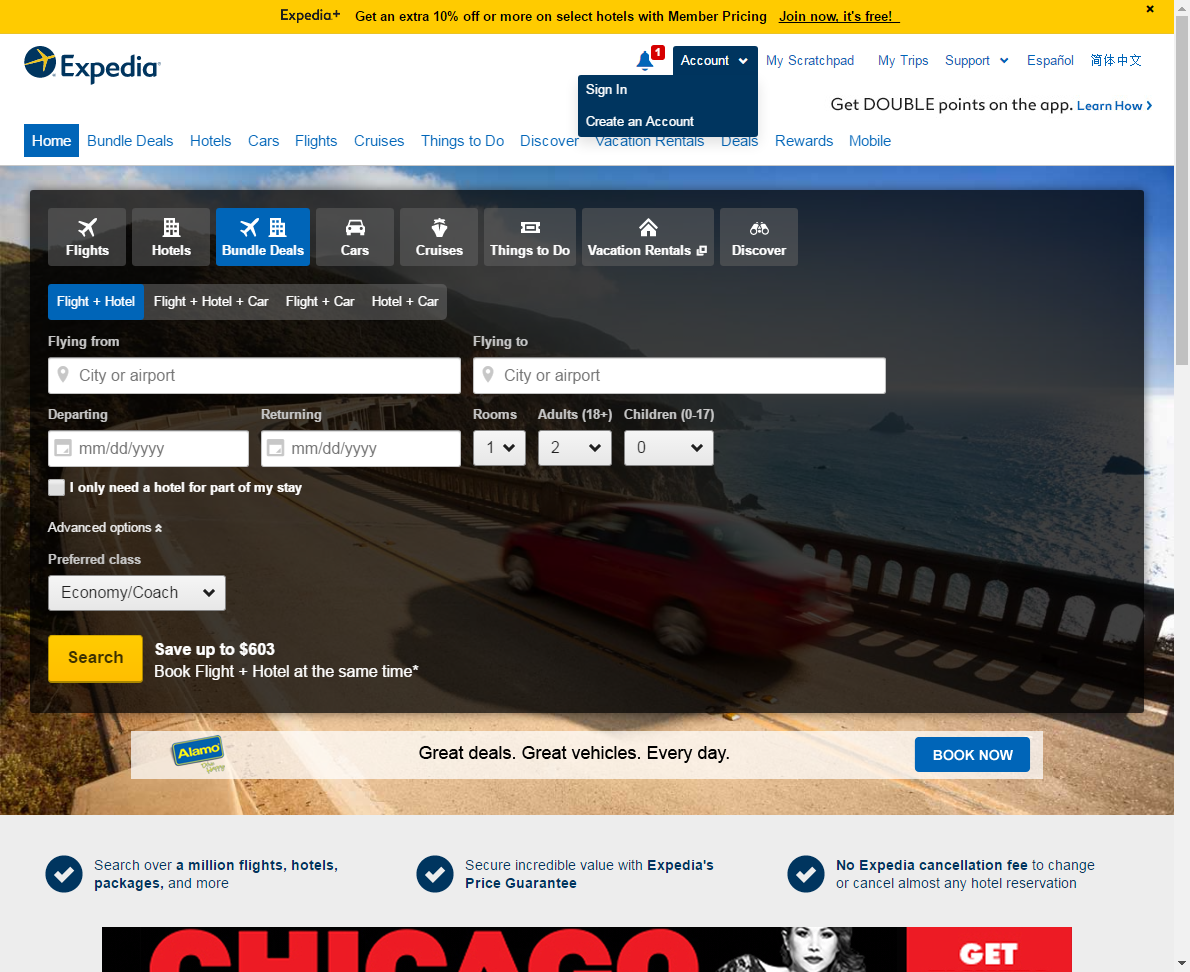 Expedia+ Get an extra 10% off or more on select hotels with Member Pricing Join now, it's free!
Expedia
1
Account
My Scratchpad
My Trips
Support
Español
简体中文
Sign In
Create an Account
Get DOUBLE points on the app. Learn How
Home Bundle Deals Hotels Cars Flights Cruises Things to Do Discover Vacation Rentals Deals Rewards Mobile
Flights Hotels Bundle Deals Cars Cruises Things to Do Vacation Rentals Discover
Flight + Hotel Flight + Hotel + Car Flight + Car Hotel + Car
Flying from Flying to
City or airport City or airport
Departing Returning Rooms Adults (18+) Children (0-17)
mm/dd/yyyy mm/dd/yyyy 1 2 0
I only need a hotel for part of my stay
Advanced options
Preferred class
Economy/Coach
Search
Save up to $603
Book Flight + Hotel at the same time*
Alamo
Great deals. Great vehicles. Every day.
BOOK NOW
Search over a million flights, hotels,
packages, and more
Secure incredible value with Expedia's
Price Guarantee
No Expedia cancellation fee to change
or cancel almost any hotel reservation
CHICAGO
GET